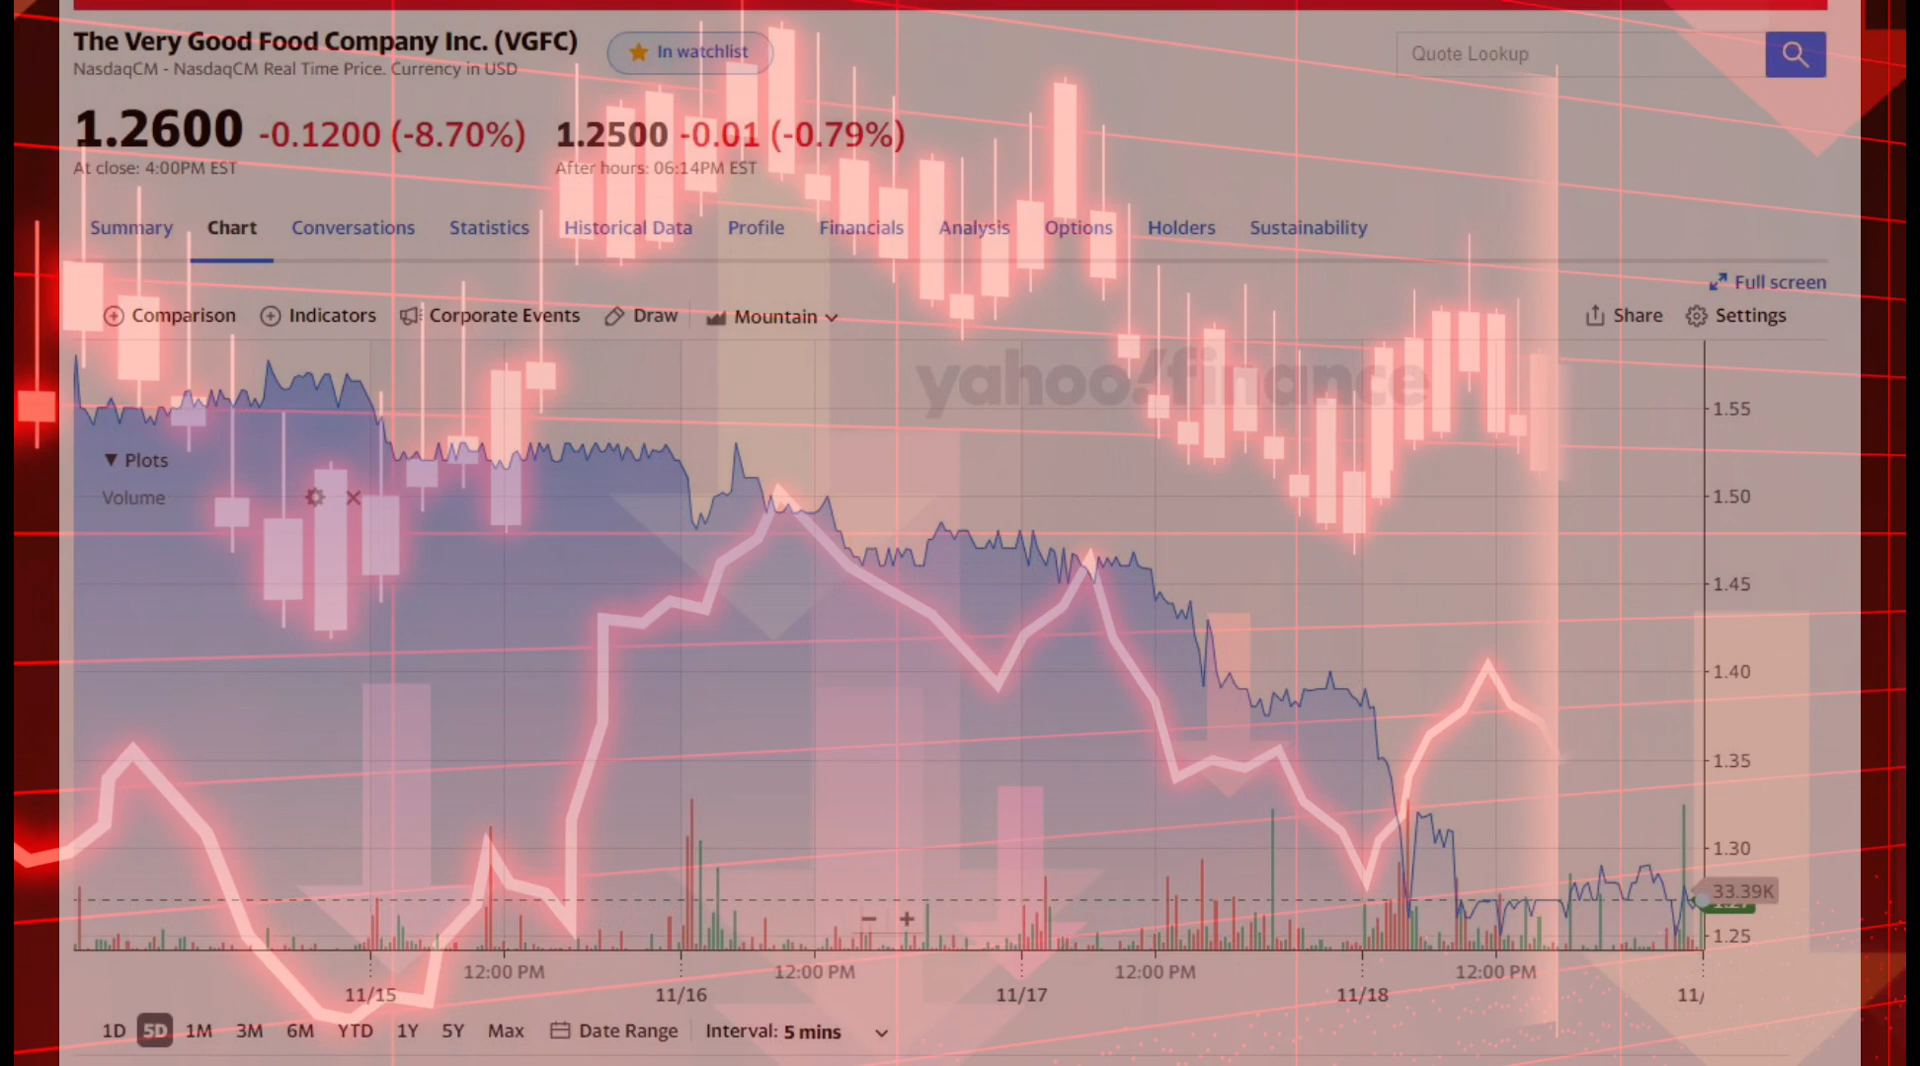 The Very Good Food Company Inc. (VGFC)
In watchlist
Quote Lookup
NasdaqCM - NasdaqCM Real Time Price. Currency in USD
1.2600 -0.1200 (-8.70%) 1.2500 -0.01 (-0.79%)
At close: 4:00PM EST After hours: 06:14PM EST
Summary Chart Conversations Statistics Historical Data Profile Financials Analysis Options Holders Sustainability
Full screen
Comparison Indicators Corporate Events Draw Mountain Share Settings
yahoo!finance
1.55
Plots
Volume
1.50
1.45
1.40
1.35
1.30
33.39K
1.25
12:00 PM 12:00 PM 12:00 PM 12:00 PM
11/15 11/16 11/17 11/18 11/
1D 5D 1M 3M 6M YTD 1Y 5Y Max Date Range Interval: 5 mins